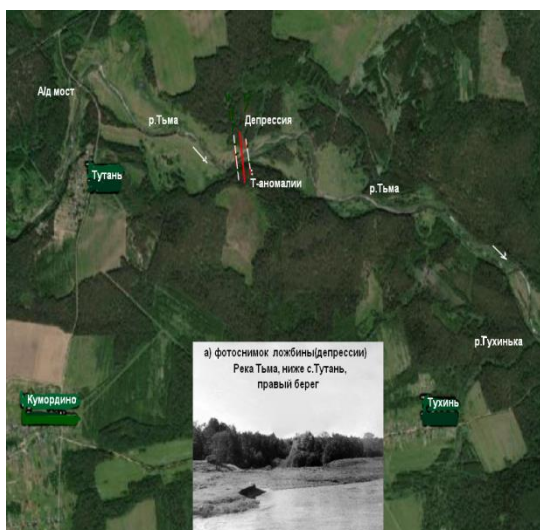 А/д мост
р.Тьма
Депрессия
Тутань
Т-аномалии
р.Тьма
р.Тухинька
а) фотоснимок ложбины(депрессии)
Река Тьма, ниже с.Тутань,
правый берег
Кумордино
Тухинь